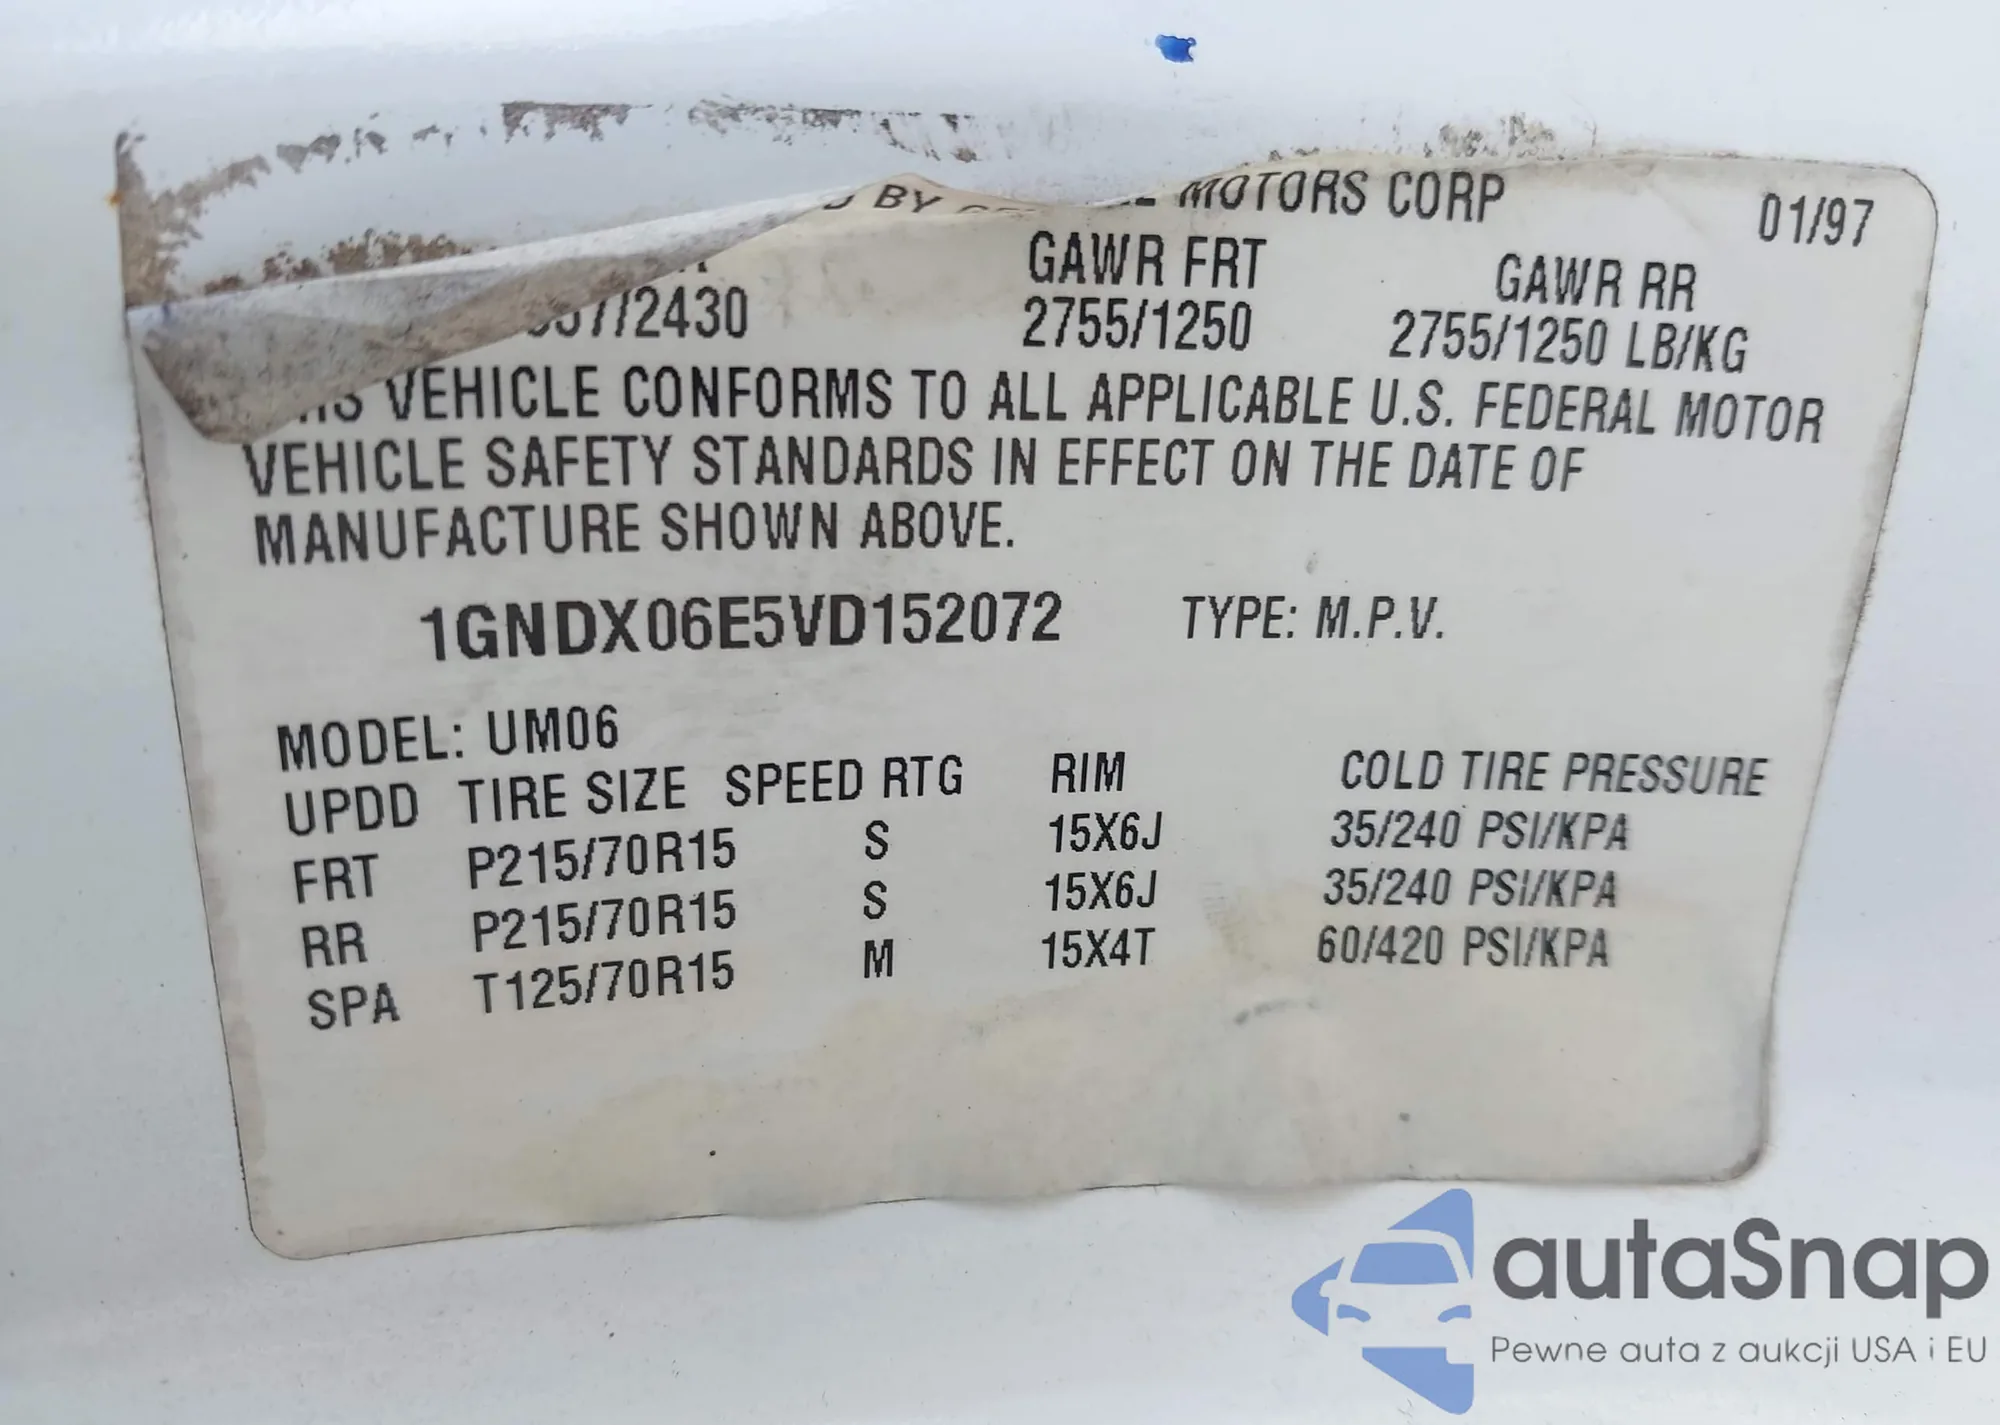 BY MOTORS CORP 01/97
GAWR FRT GAWR RR
2430 2755/1250 2755/1250 LB/KG
VEHICLE CONFORMS TO ALL APPLICABLE U.S. FEDERAL MOTOR
VEHICLE SAFETY STANDARDS IN EFFECT ON THE DATE OF
MANUFACTURE SHOWN ABOVE.
1GNDX06E5VD152072 TYPE: M.P.V.
MODEL: UM06
UPDD TIRE SIZE SPEED RTG RIM COLD TIRE PRESSURE
FRT P215/70R15 S 15X6J 35/240 PSI/KPA
RR P215/70R15 S 15X6J 35/240 PSI/KPA
SPA T125/70R15 M 15X4T 60/420 PSI/KPA
autaSnap
Pewne auta z aukcji USA i EU